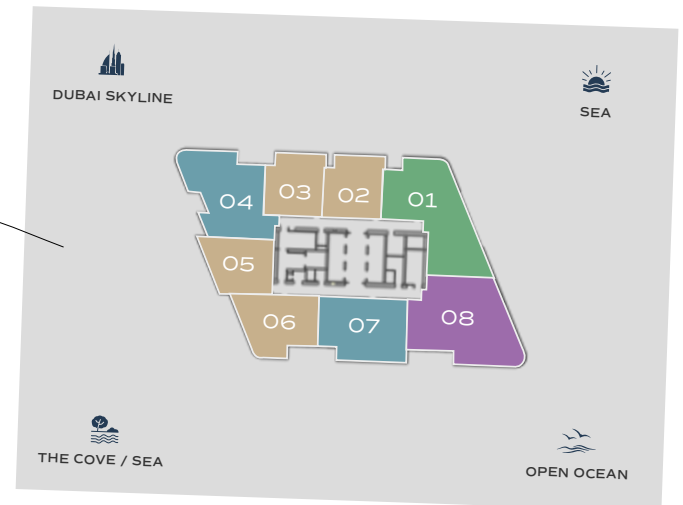 DUBAI SKYLINE
SEA
04
03
02
01
05
06
07
08
THE COVE / SEA
OPEN OCEAN